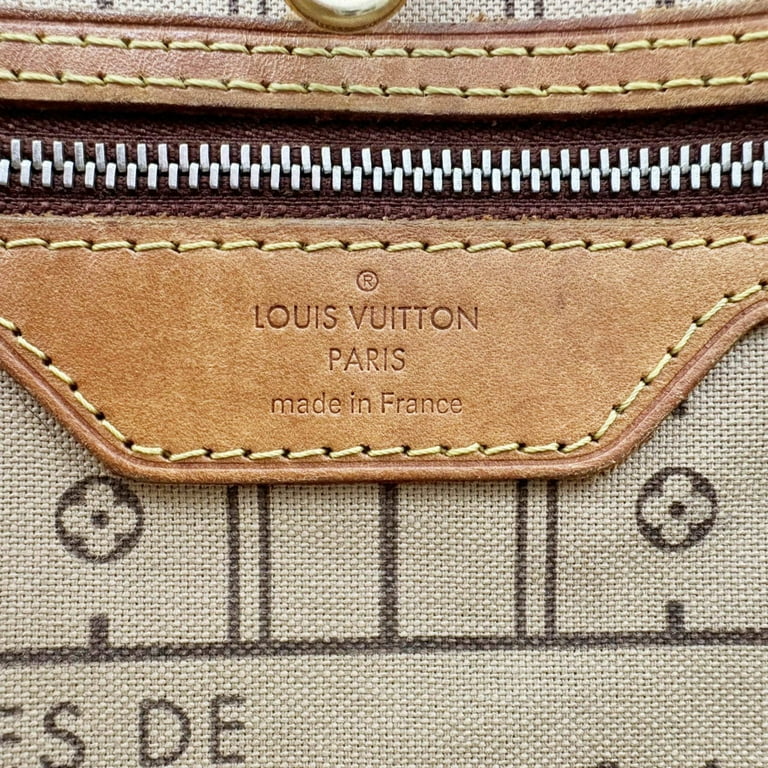 ®
LOUIS VUITTON
PARIS
made in France
ES DE